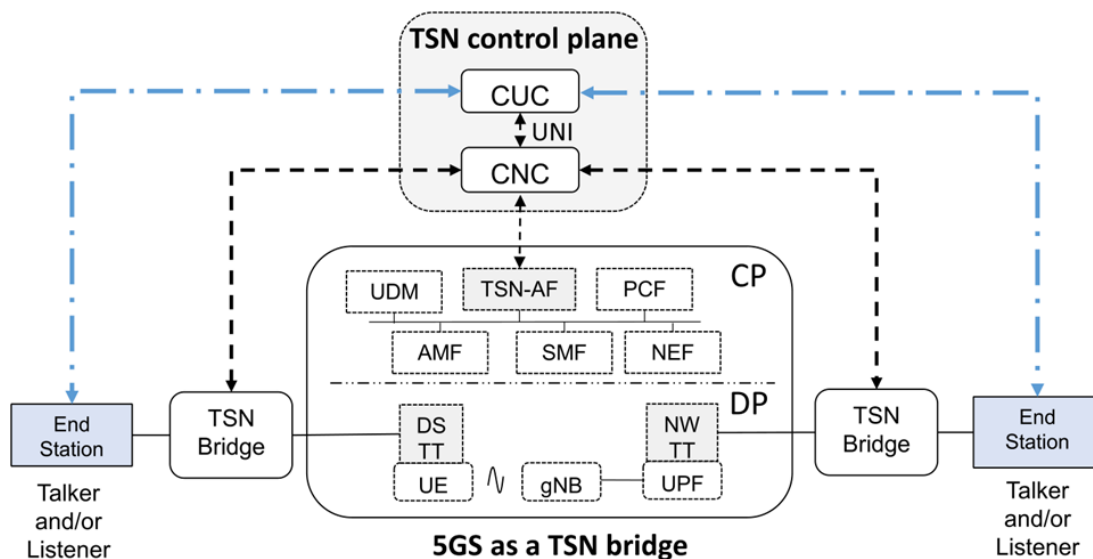 TSN control plane
CUC
UNI
CNC
CP
UDM
TSN-AF
PCF
AMF
SMF
NEF
DP
End
Station
TSN
Bridge
DS
TT
NW
TT
TSN
Bridge
End
Station
UE
gNB
UPF
Talker
and/or
Listener
Talker
and/or
Listener
5GS as a TSN bridge